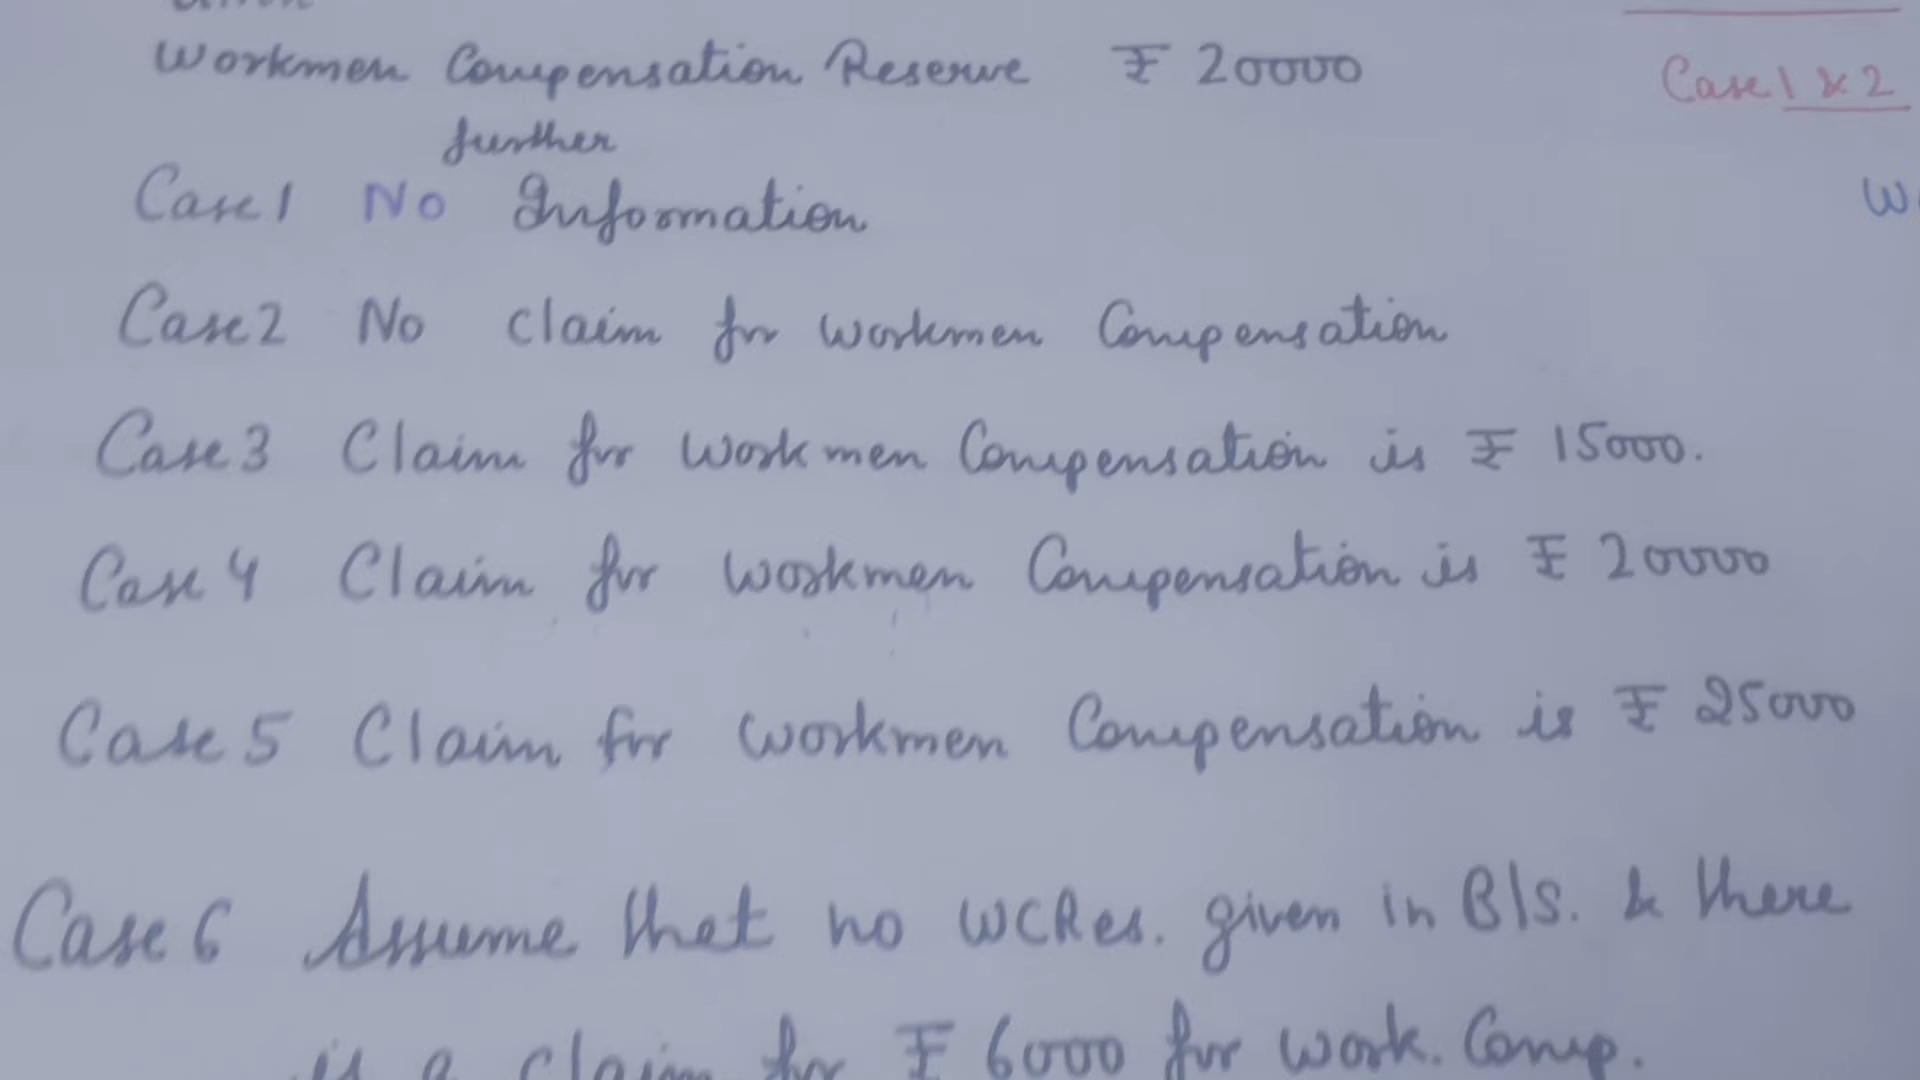 Workmen Compensation Reserve ₹ 20000
Case 1 & 2
further
Case 1 No Information
Case 2 No claim for workmen Compensation
Case 3 Claim for workmen Compensation is ₹ 15000.
Case 4 Claim for workmen Compensation is ₹ 20000
Case 5 Claim for workmen Compensation is ₹ 25000
Case 6 Assume that no WCRes. given in B/S. & there
is a claim for ₹ 6000 for work. Comp.